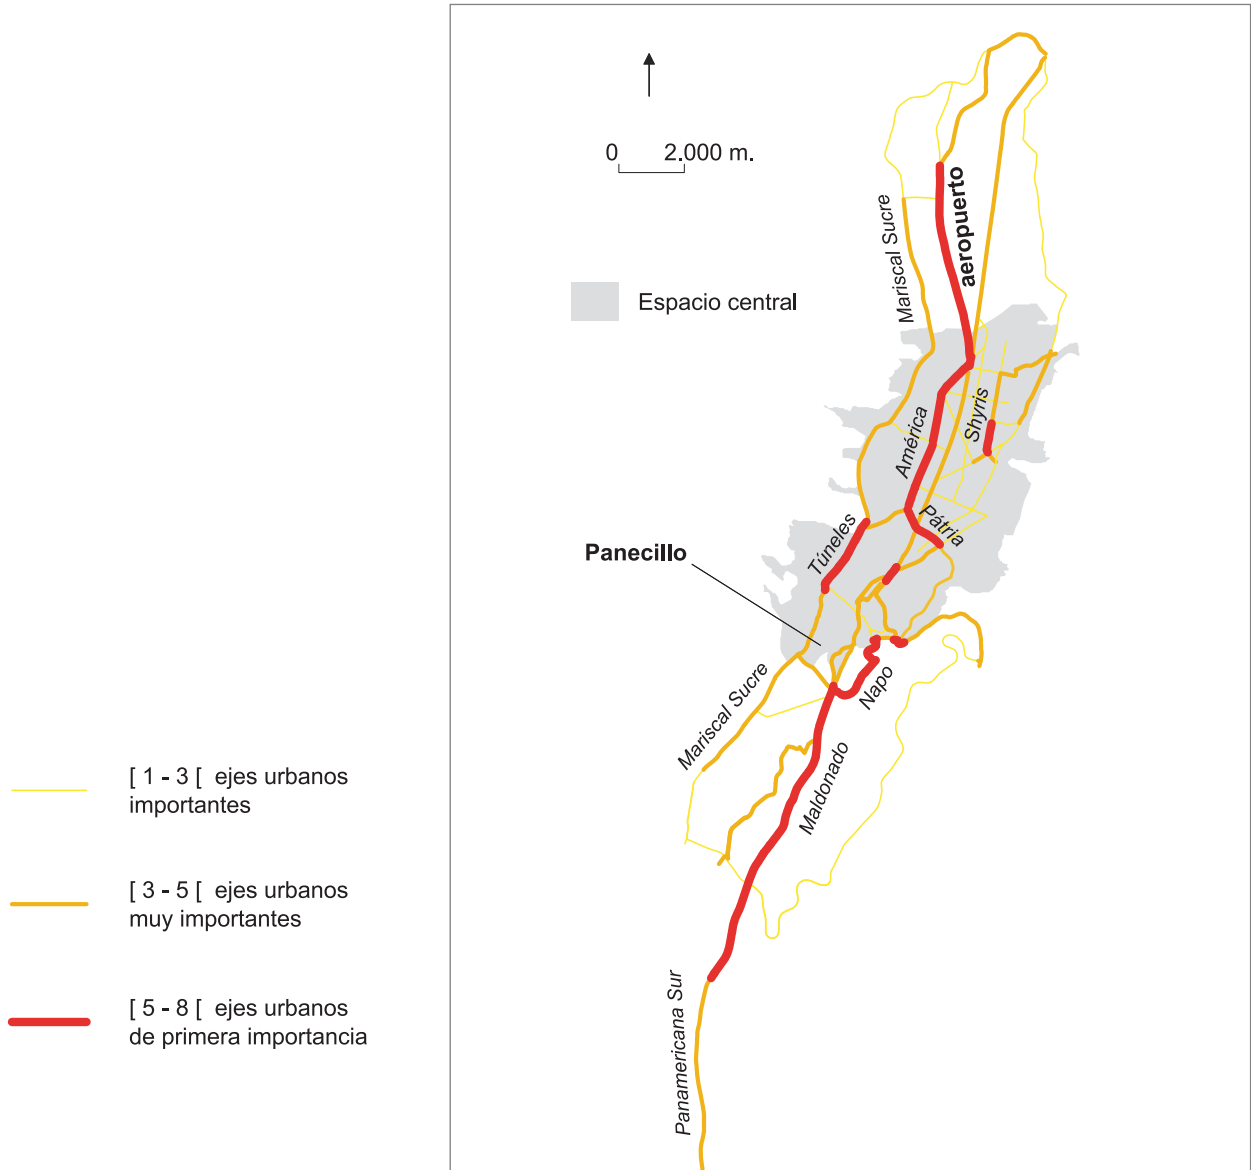 0 2.000 m.
aeropuerto
Mariscal Sucre
Espacio central
América
Shyris
Pátria
Túneles
Panecillo
Napo
Mariscal Sucre
Maldonado
Panamericana Sur
[ 1 - 3 [ ejes urbanos
importantes
[ 3 - 5 [ ejes urbanos
muy importantes
[ 5 - 8 [ ejes urbanos
de primera importancia